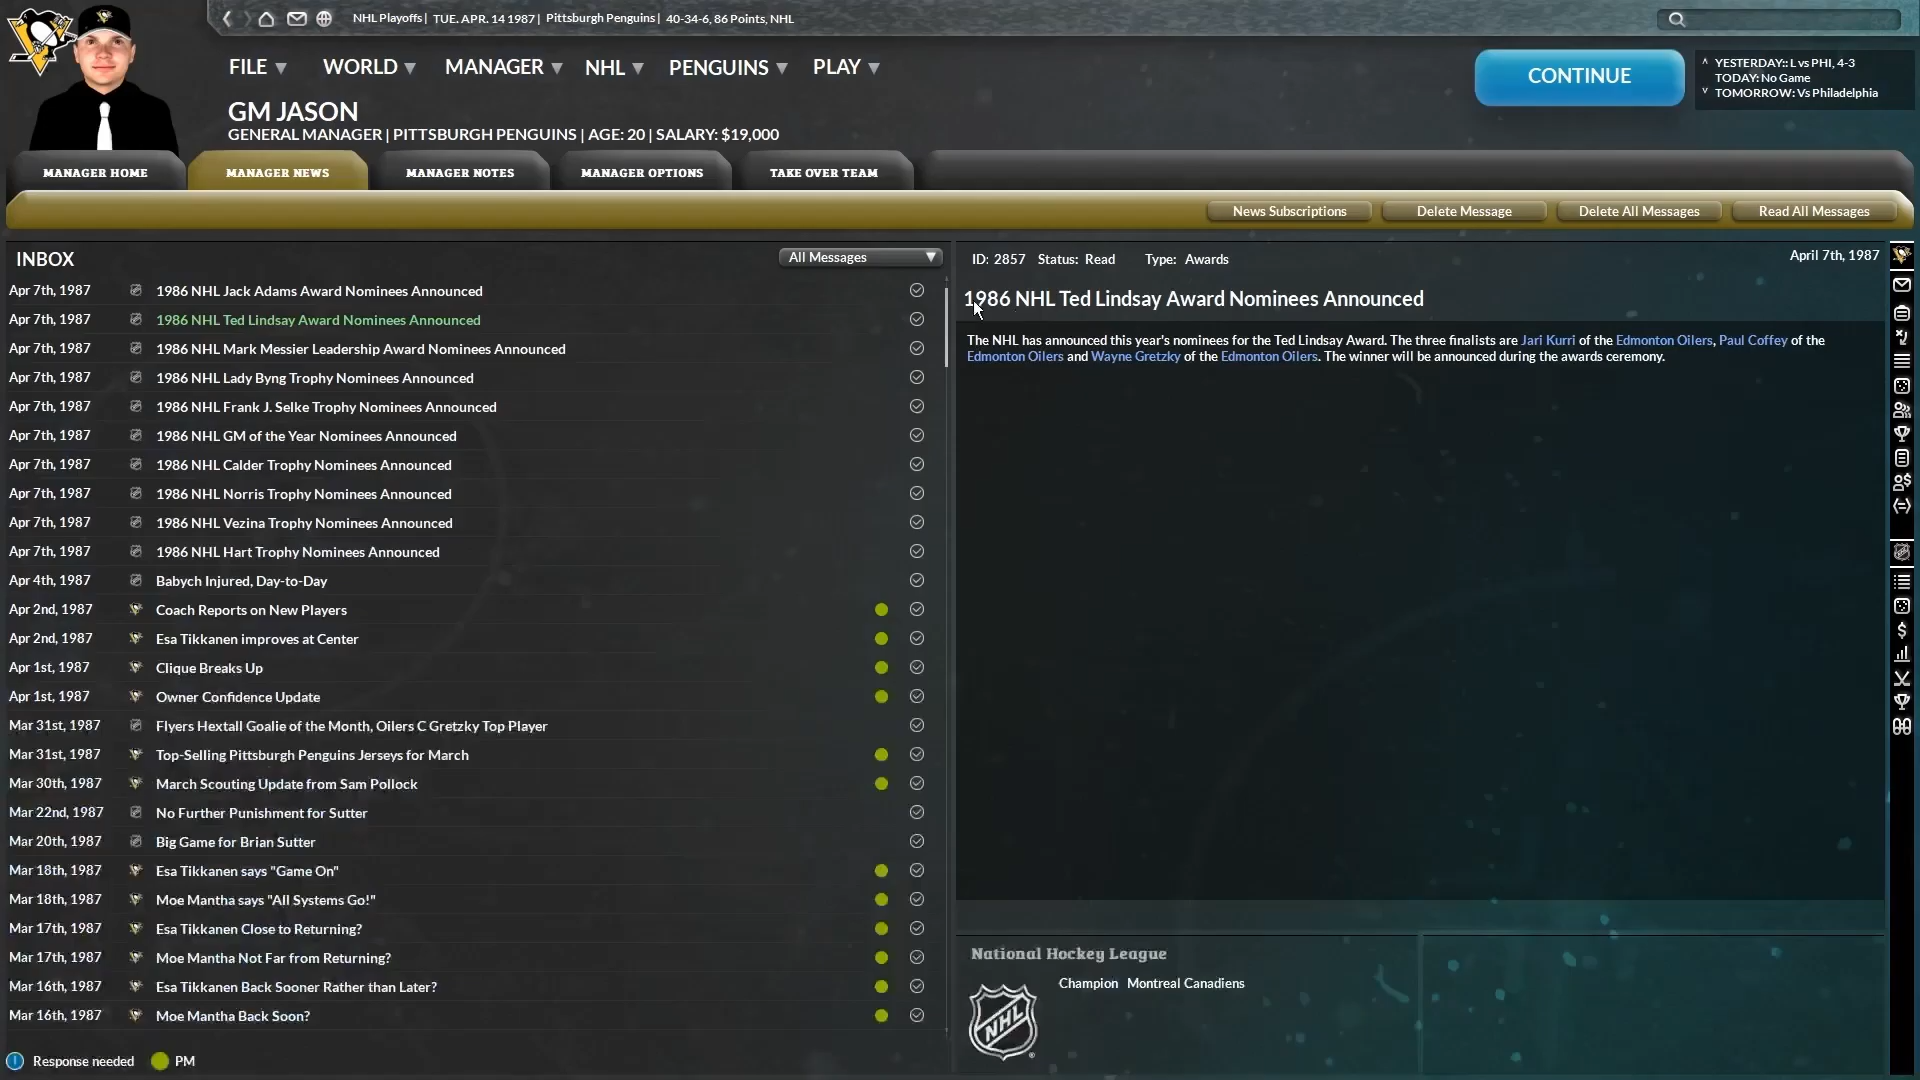 NHL Playoffs | TUE. APR. 14 1987 | Pittsburgh Penguins | 40-34-6, 86 Points, NHL
FILE WORLD MANAGER NHL PENGUINS PLAY
CONTINUE
YESTERDAY:: L vs PHI, 4-3
TODAY: No Game
TOMORROW: Vs Philadelphia
GM JASON
GENERAL MANAGER | PITTSBURGH PENGUINS | AGE: 20 | SALARY: $19,000
MANAGER HOME MANAGER NEWS MANAGER NOTES MANAGER OPTIONS TAKE OVER TEAM
News Subscriptions Delete Message Delete All Messages Read All Messages
INBOX All Messages
Apr 7th, 1987 1986 NHL Jack Adams Award Nominees Announced
Apr 7th, 1987 1986 NHL Ted Lindsay Award Nominees Announced
Apr 7th, 1987 1986 NHL Mark Messier Leadership Award Nominees Announced
Apr 7th, 1987 1986 NHL Lady Byng Trophy Nominees Announced
Apr 7th, 1987 1986 NHL Frank J. Selke Trophy Nominees Announced
Apr 7th, 1987 1986 NHL GM of the Year Nominees Announced
Apr 7th, 1987 1986 NHL Calder Trophy Nominees Announced
Apr 7th, 1987 1986 NHL Norris Trophy Nominees Announced
Apr 7th, 1987 1986 NHL Vezina Trophy Nominees Announced
Apr 7th, 1987 1986 NHL Hart Trophy Nominees Announced
Apr 4th, 1987 Babych Injured, Day-to-Day
Apr 2nd, 1987 Coach Reports on New Players
Apr 2nd, 1987 Esa Tikkanen improves at Center
Apr 1st, 1987 Clique Breaks Up
Apr 1st, 1987 Owner Confidence Update
Mar 31st, 1987 Flyers Hextall Goalie of the Month, Oilers C Gretzky Top Player
Mar 31st, 1987 Top-Selling Pittsburgh Penguins Jerseys for March
Mar 30th, 1987 March Scouting Update from Sam Pollock
Mar 22nd, 1987 No Further Punishment for Sutter
Mar 20th, 1987 Big Game for Brian Sutter
Mar 18th, 1987 Esa Tikkanen says "Game On"
Mar 18th, 1987 Moe Mantha says "All Systems Go!"
Mar 17th, 1987 Esa Tikkanen Close to Returning?
Mar 17th, 1987 Moe Mantha Not Far from Returning?
Mar 16th, 1987 Esa Tikkanen Back Sooner Rather than Later?
Mar 16th, 1987 Moe Mantha Back Soon?
Response needed PM
ID: 2857 Status: Read Type: Awards April 7th, 1987
1986 NHL Ted Lindsay Award Nominees Announced
The NHL has announced this year's nominees for the Ted Lindsay Award. The three finalists are Jari Kurri of the Edmonton Oilers, Paul Coffey of the
Edmonton Oilers and Wayne Gretzky of the Edmonton Oilers. The winner will be announced during the awards ceremony.
National Hockey League
Champion Montreal Canadiens
NHL